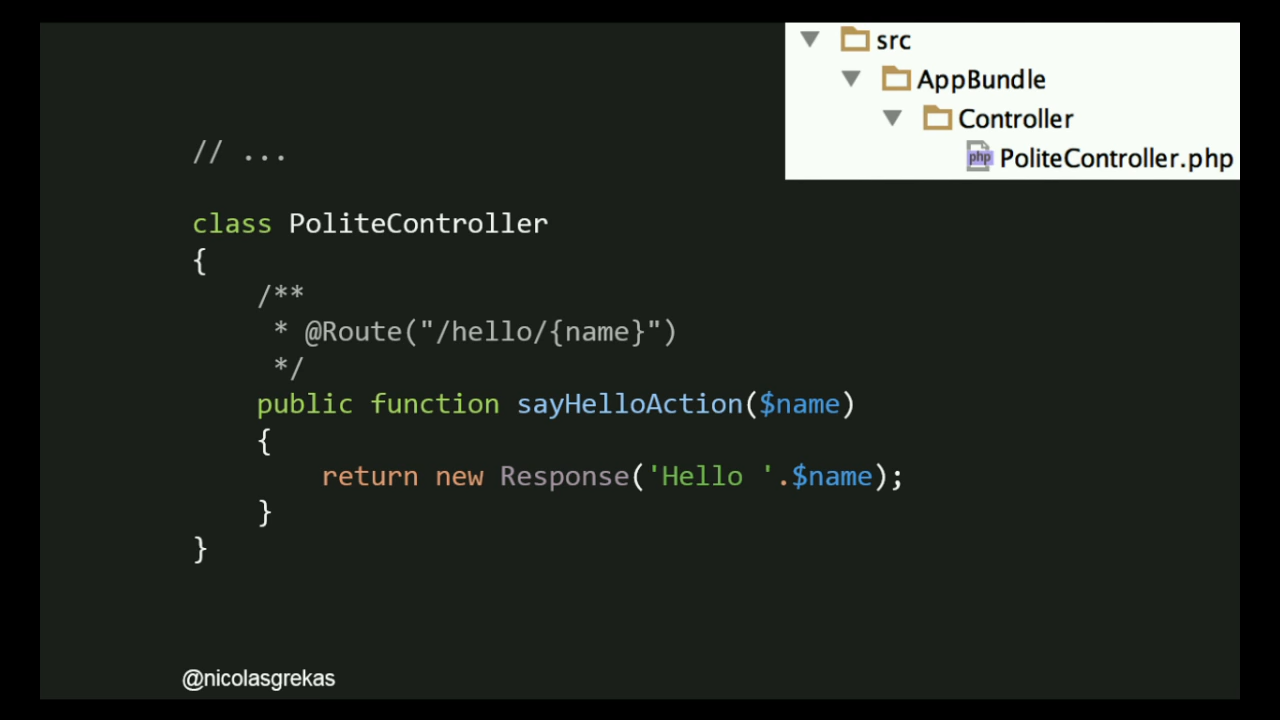 src
AppBundle
Controller
php PoliteController.php
// ...
class PoliteController
{
/**
* @Route("/hello/{name}")
*/
public function sayHelloAction($name)
{
return new Response('Hello '.$name);
}
}
@nicolasgrekas